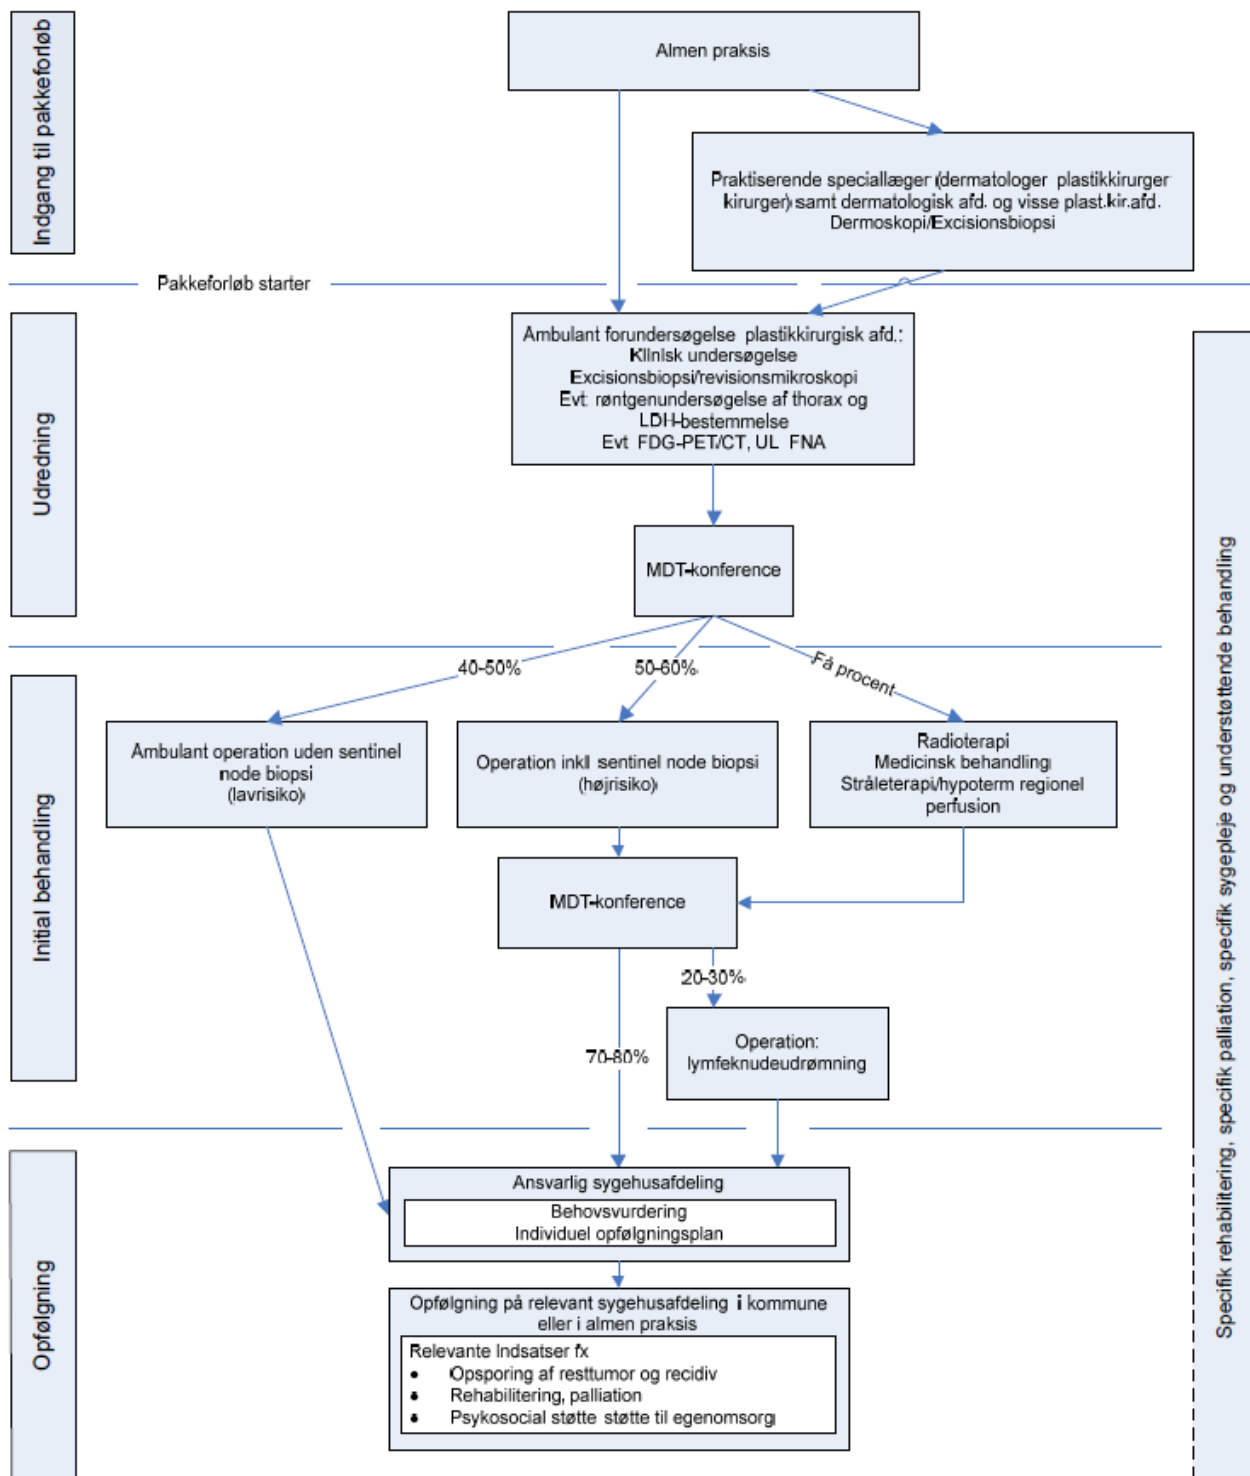 Indgang til pakkeforløb
Almen praksis
Praktiserende speciallæger (dermatologer plastikkirurger
kirurger) samt dermatologisk afd. og visse plast.kir.afd.
Dermoskopi/Excisionsbiopsi
Pakkeforløb starter
Udredning
Ambulant forundersøgelse plastikkirurgisk afd.:
Klinisk undersøgelse
Excisionsbiopsi/revisionsmikroskopi
Evt. røntgenundersøgelse af thorax og
LDH-bestemmelse
Evt FDG-PET/CT, UL FNA
MDT-konference
40-50%
50-60%
Få procent
Initial behandling
Ambulant operation uden sentinel
node biopsi
(lavrisiko)
Operation inkl sentinel node biopsi
(højrisiko)
Radioterapi
Medicinsk behandling
Stråleterapi/hypoterm regionel
perfusion
MDT-konference
20-30%
70-80%
Operation:
lymfeknudeudrømning
Opfølgning
Ansvarlig sygehusafdeling
Behovsvurdering
Individuel opfølgningsplan
Opfølgning på relevant sygehusafdeling i kommune
eller i almen praksis
Relevante Indsatser fx
• Opsporing af resttumor og recidiv
• Rehabilitering, palliation
• Psykosocial støtte støtte til egenomsorg
Specifik rehabilitering, specifik palliation, specifik sygepleje og understøttende behandling